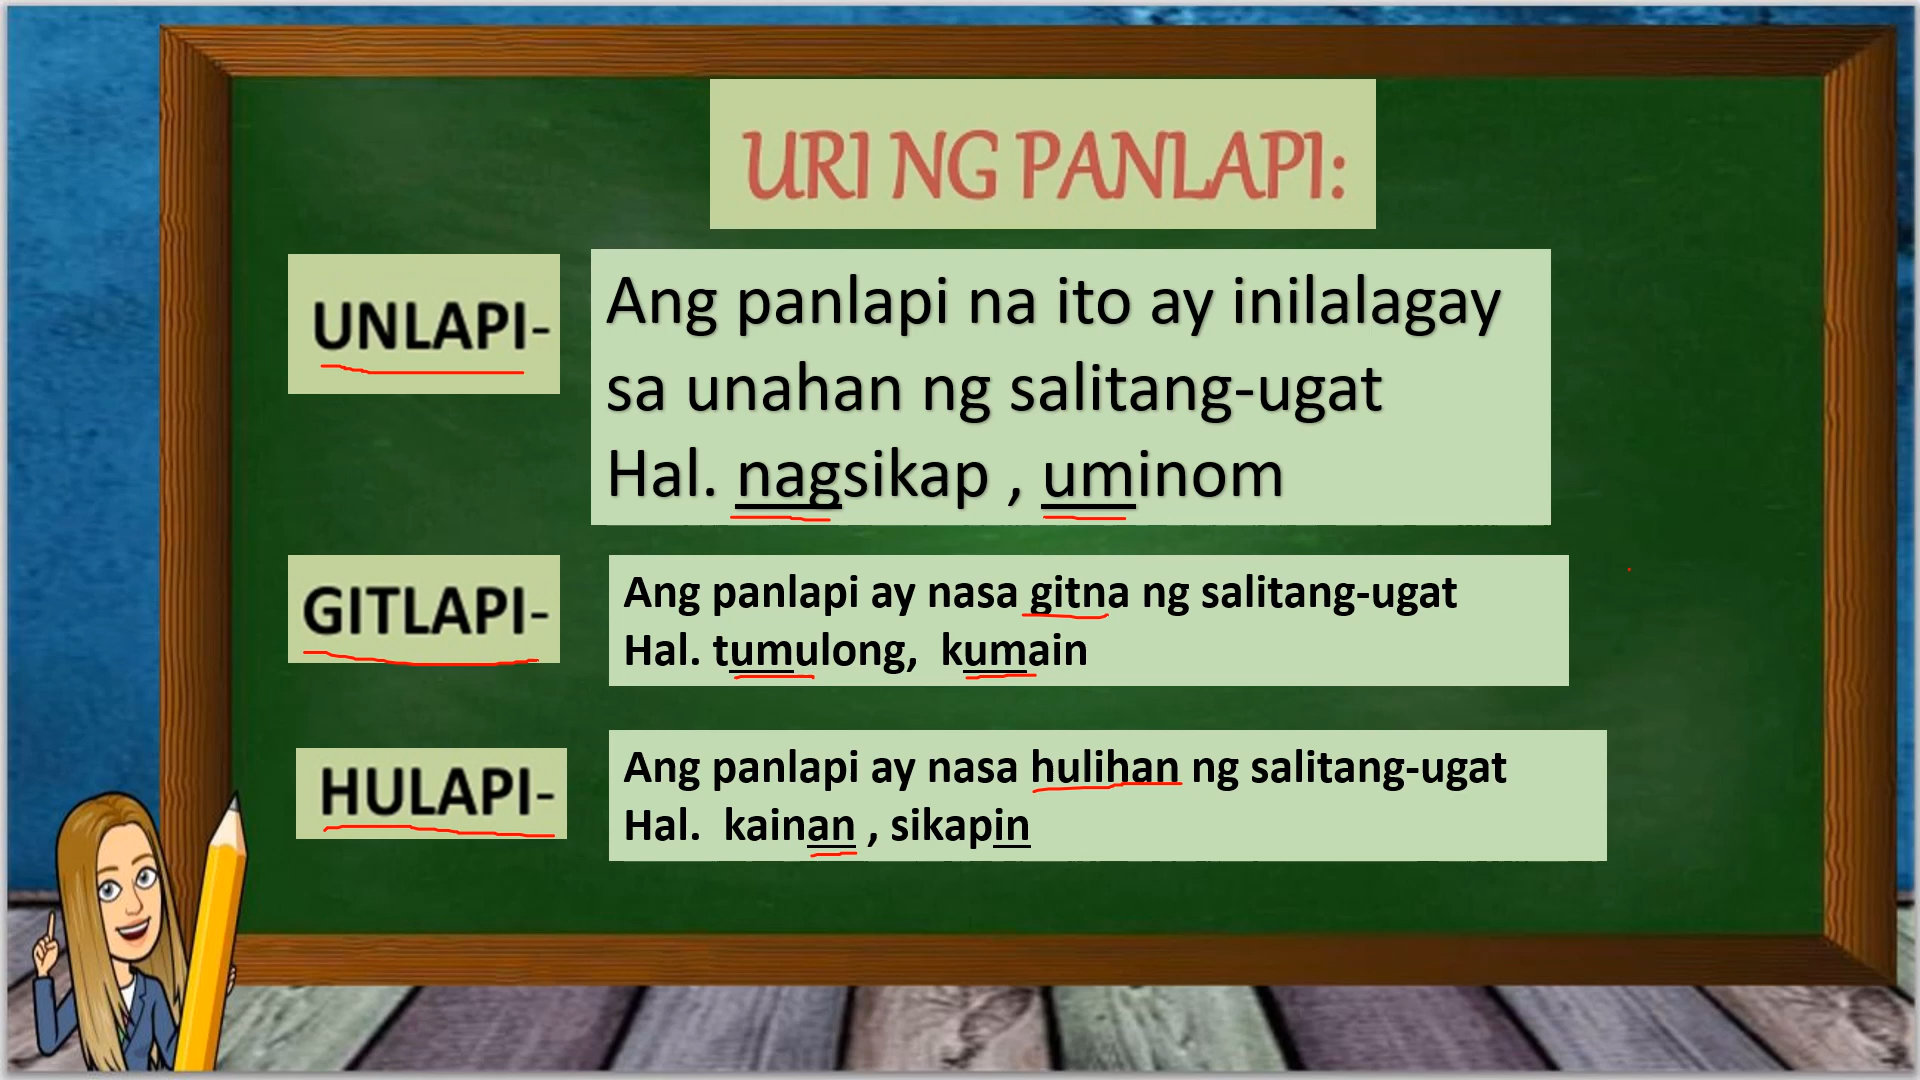 URI NG PANLAPI:
UNLAPI-
Ang panlapi na ito ay inilalagay
sa unahan ng salitang-ugat
Hal. nagsikap , uminom
GITLAPI-
Ang panlapi ay nasa gitna ng salitang-ugat
Hal. tumulong, kumain
HULAPI-
Ang panlapi ay nasa hulihan ng salitang-ugat
Hal. kainan , sikapin